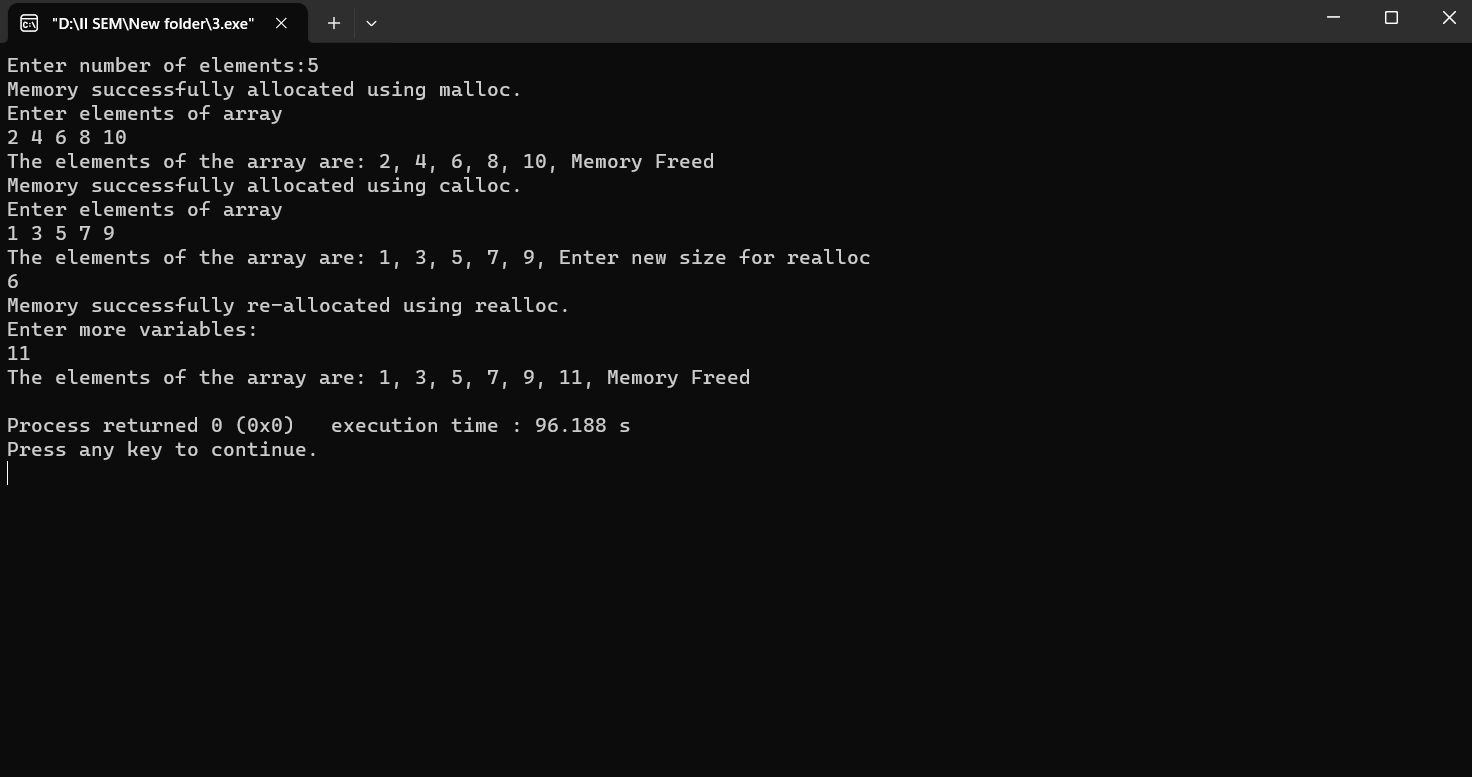 "D:\II SEM\New folder\3.exe"
Enter number of elements:5
Memory successfully allocated using malloc.
Enter elements of array
2 4 6 8 10
The elements of the array are: 2, 4, 6, 8, 10, Memory Freed
Memory successfully allocated using calloc.
Enter elements of array
1 3 5 7 9
The elements of the array are: 1, 3, 5, 7, 9, Enter new size for realloc
6
Memory successfully re-allocated using realloc.
Enter more variables:
11
The elements of the array are: 1, 3, 5, 7, 9, 11, Memory Freed
Process returned 0 (0x0)   execution time : 96.188 s
Press any key to continue.